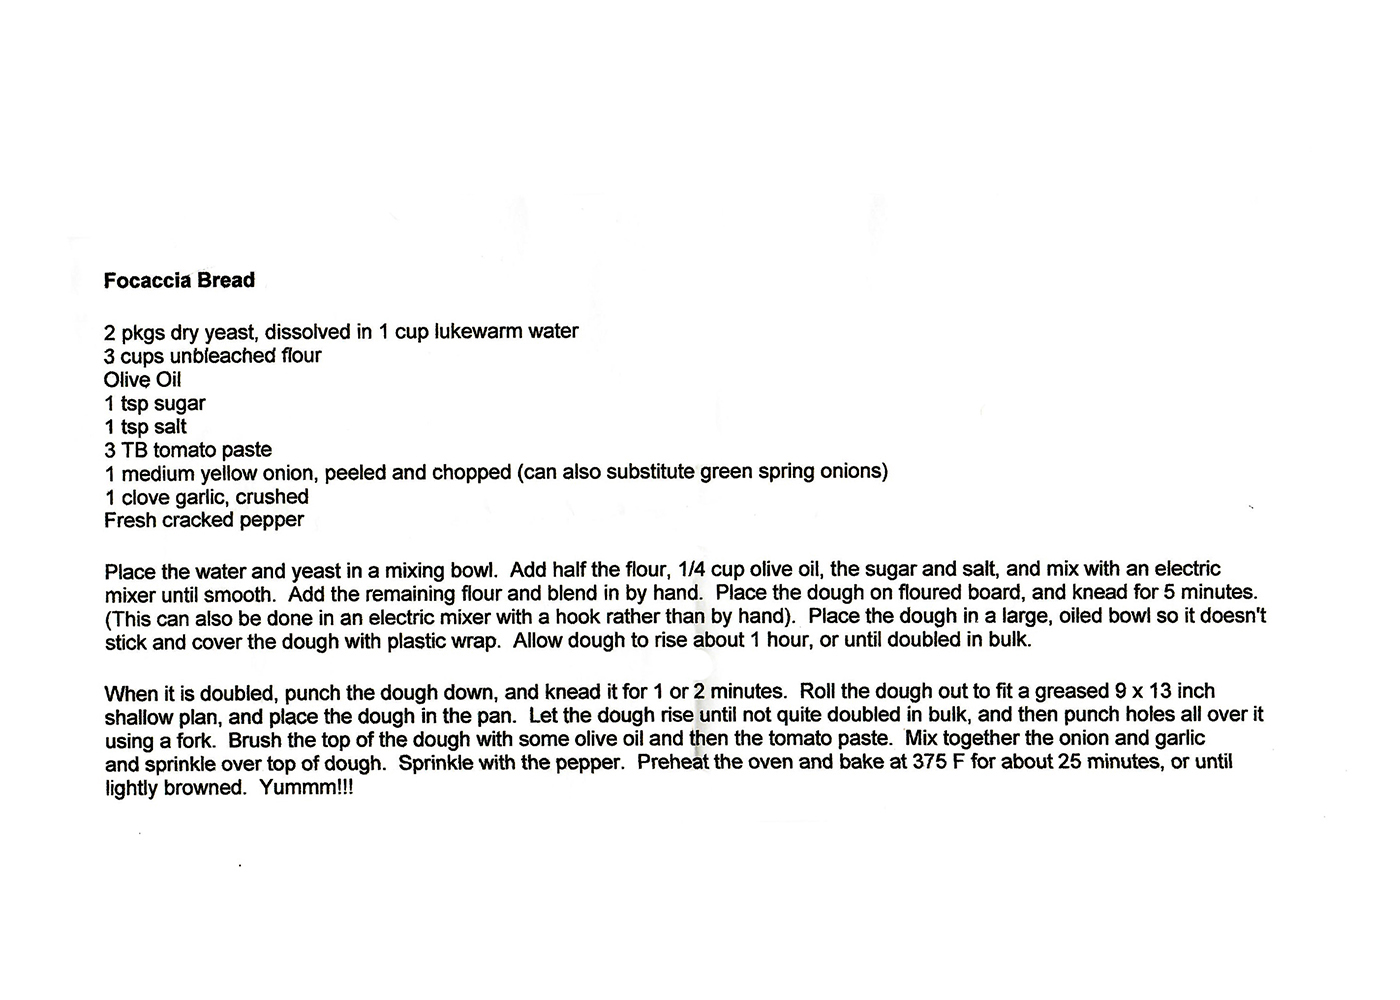 Focaccia Bread
2 pkgs dry yeast, dissolved in 1 cup lukewarm water
3 cups unbleached flour
Olive Oil
1 tsp sugar
1 tsp salt
3 TB tomato paste
1 medium yellow onion, peeled and chopped (can also substitute green spring onions)
1 clove garlic, crushed
Fresh cracked pepper
Place the water and yeast in a mixing bowl.  Add half the flour, 1/4 cup olive oil, the sugar and salt, and mix with an electric
mixer until smooth.  Add the remaining flour and blend in by hand.  Place the dough on floured board, and knead for 5 minutes.
(This can also be done in an electric mixer with a hook rather than by hand).  Place the dough in a large, oiled bowl so it doesn't
stick and cover the dough with plastic wrap.  Allow dough to rise about 1 hour, or until doubled in bulk.
When it is doubled, punch the dough down, and knead it for 1 or 2 minutes.  Roll the dough out to fit a greased 9 x 13 inch
shallow plan, and place the dough in the pan.  Let the dough rise until not quite doubled in bulk, and then punch holes all over it
using a fork.  Brush the top of the dough with some olive oil and then the tomato paste.  Mix together the onion and garlic
and sprinkle over top of dough.  Sprinkle with the pepper.  Preheat the oven and bake at 375 F for about 25 minutes, or until
lightly browned.  Yummm!!!